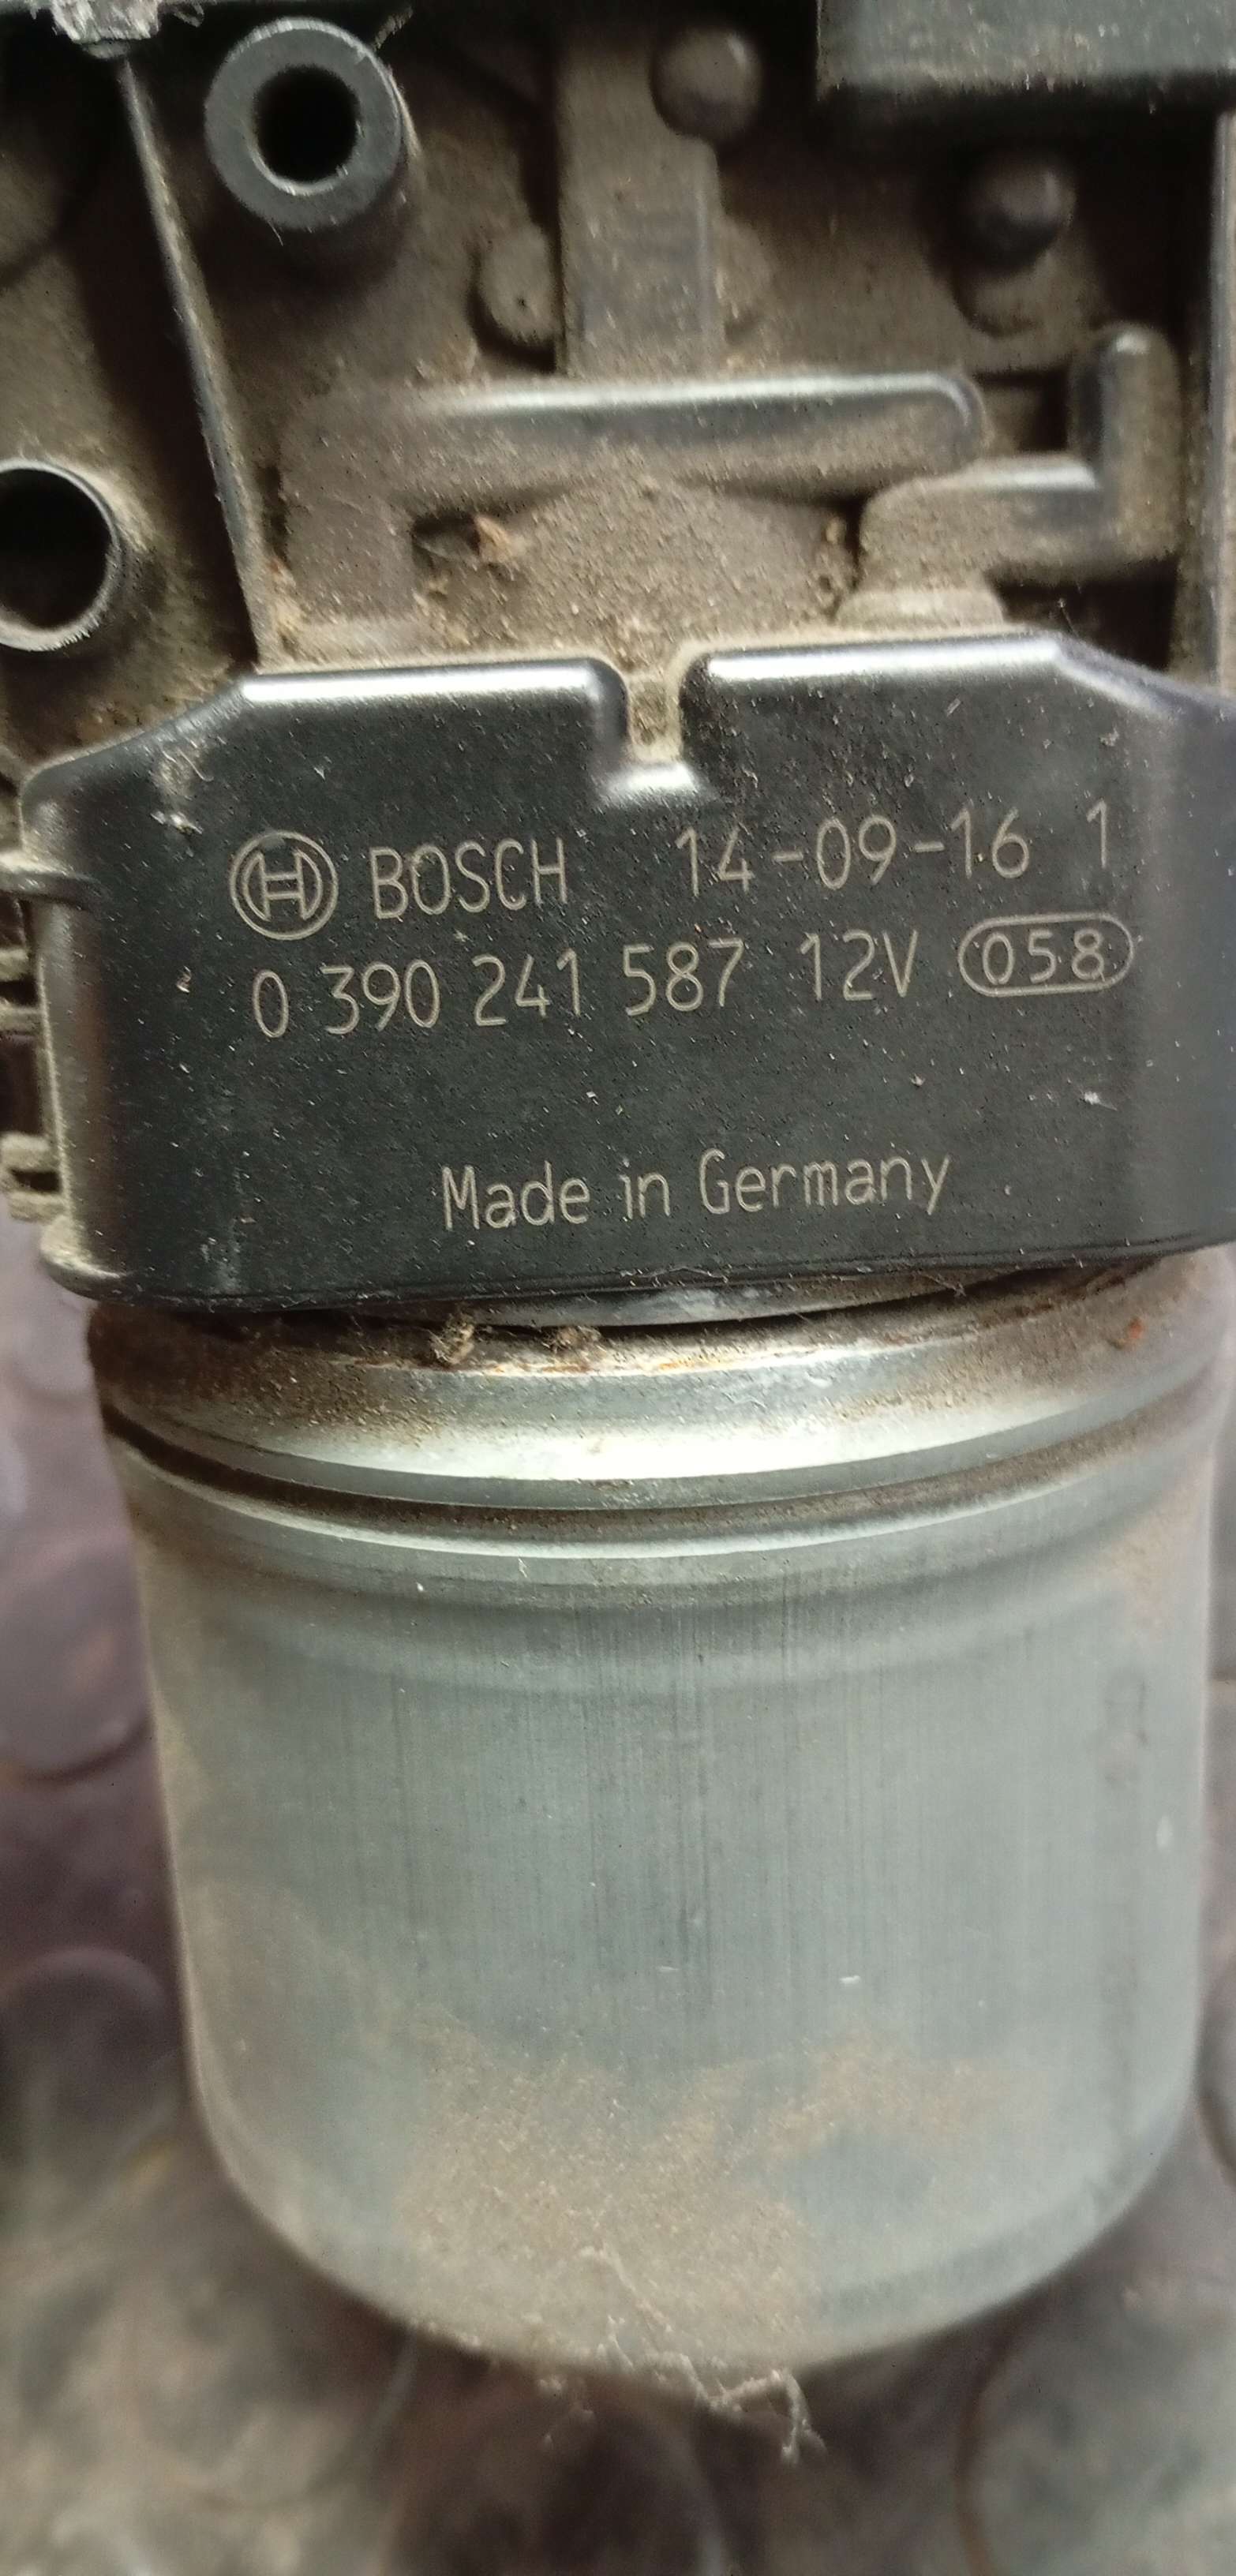 BOSCH 14-09-16 1
0 390 241 587 12V 058
Made in Germany